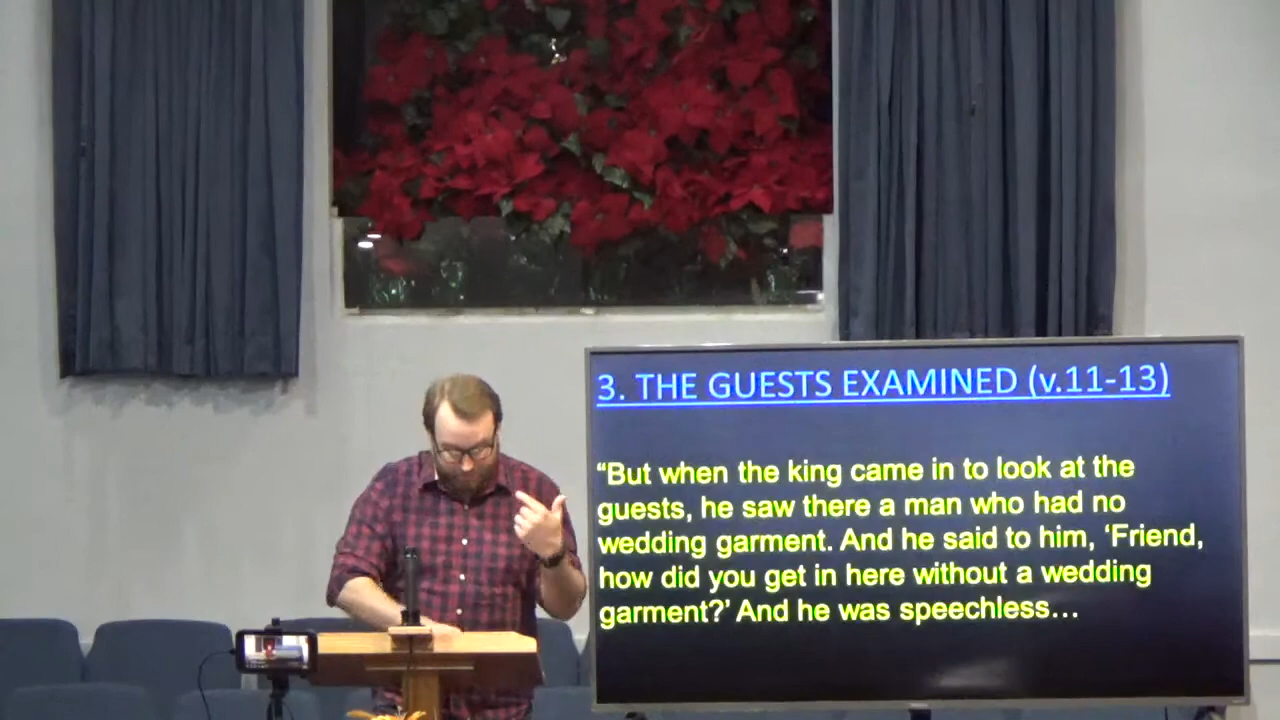 3. THE GUESTS EXAMINED (v.11-13)
“But when the king came in to look at the
guests, he saw there a man who had no
wedding garment. And he said to him, ‘Friend,
how did you get in here without a wedding
garment?’ And he was speechless…